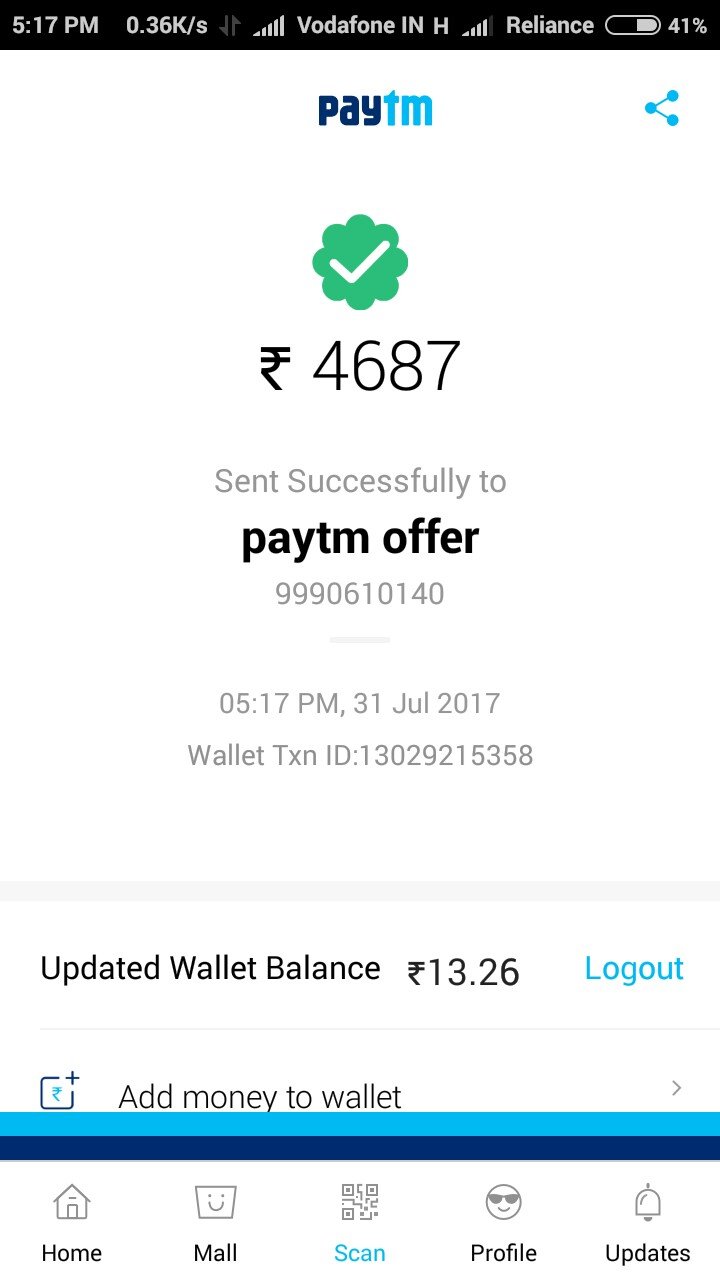 5:17 PM 0.36K/s Vodafone IN H Reliance 41%
paytm
₹ 4687
Sent Successfully to
paytm offer
9990610140
05:17 PM, 31 Jul 2017
Wallet Txn ID:13029215358
Updated Wallet Balance ₹13.26 Logout
₹ Add money to wallet
Home Mall Scan Profile Updates